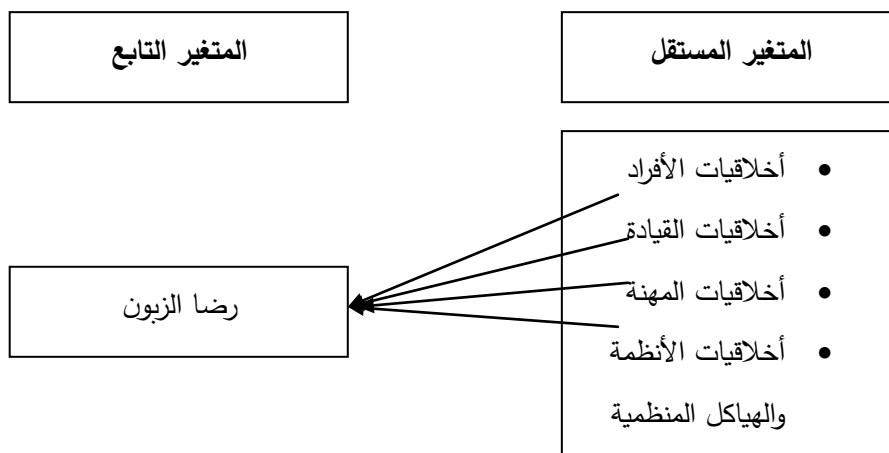 المتغير المستقل
المتغير التابع
• أخلاقيات الأفراد
• أخلاقيات القيادة
• أخلاقيات المهنة
• أخلاقيات الأنظمة
والهياكل المنظمية
رضا الزبون